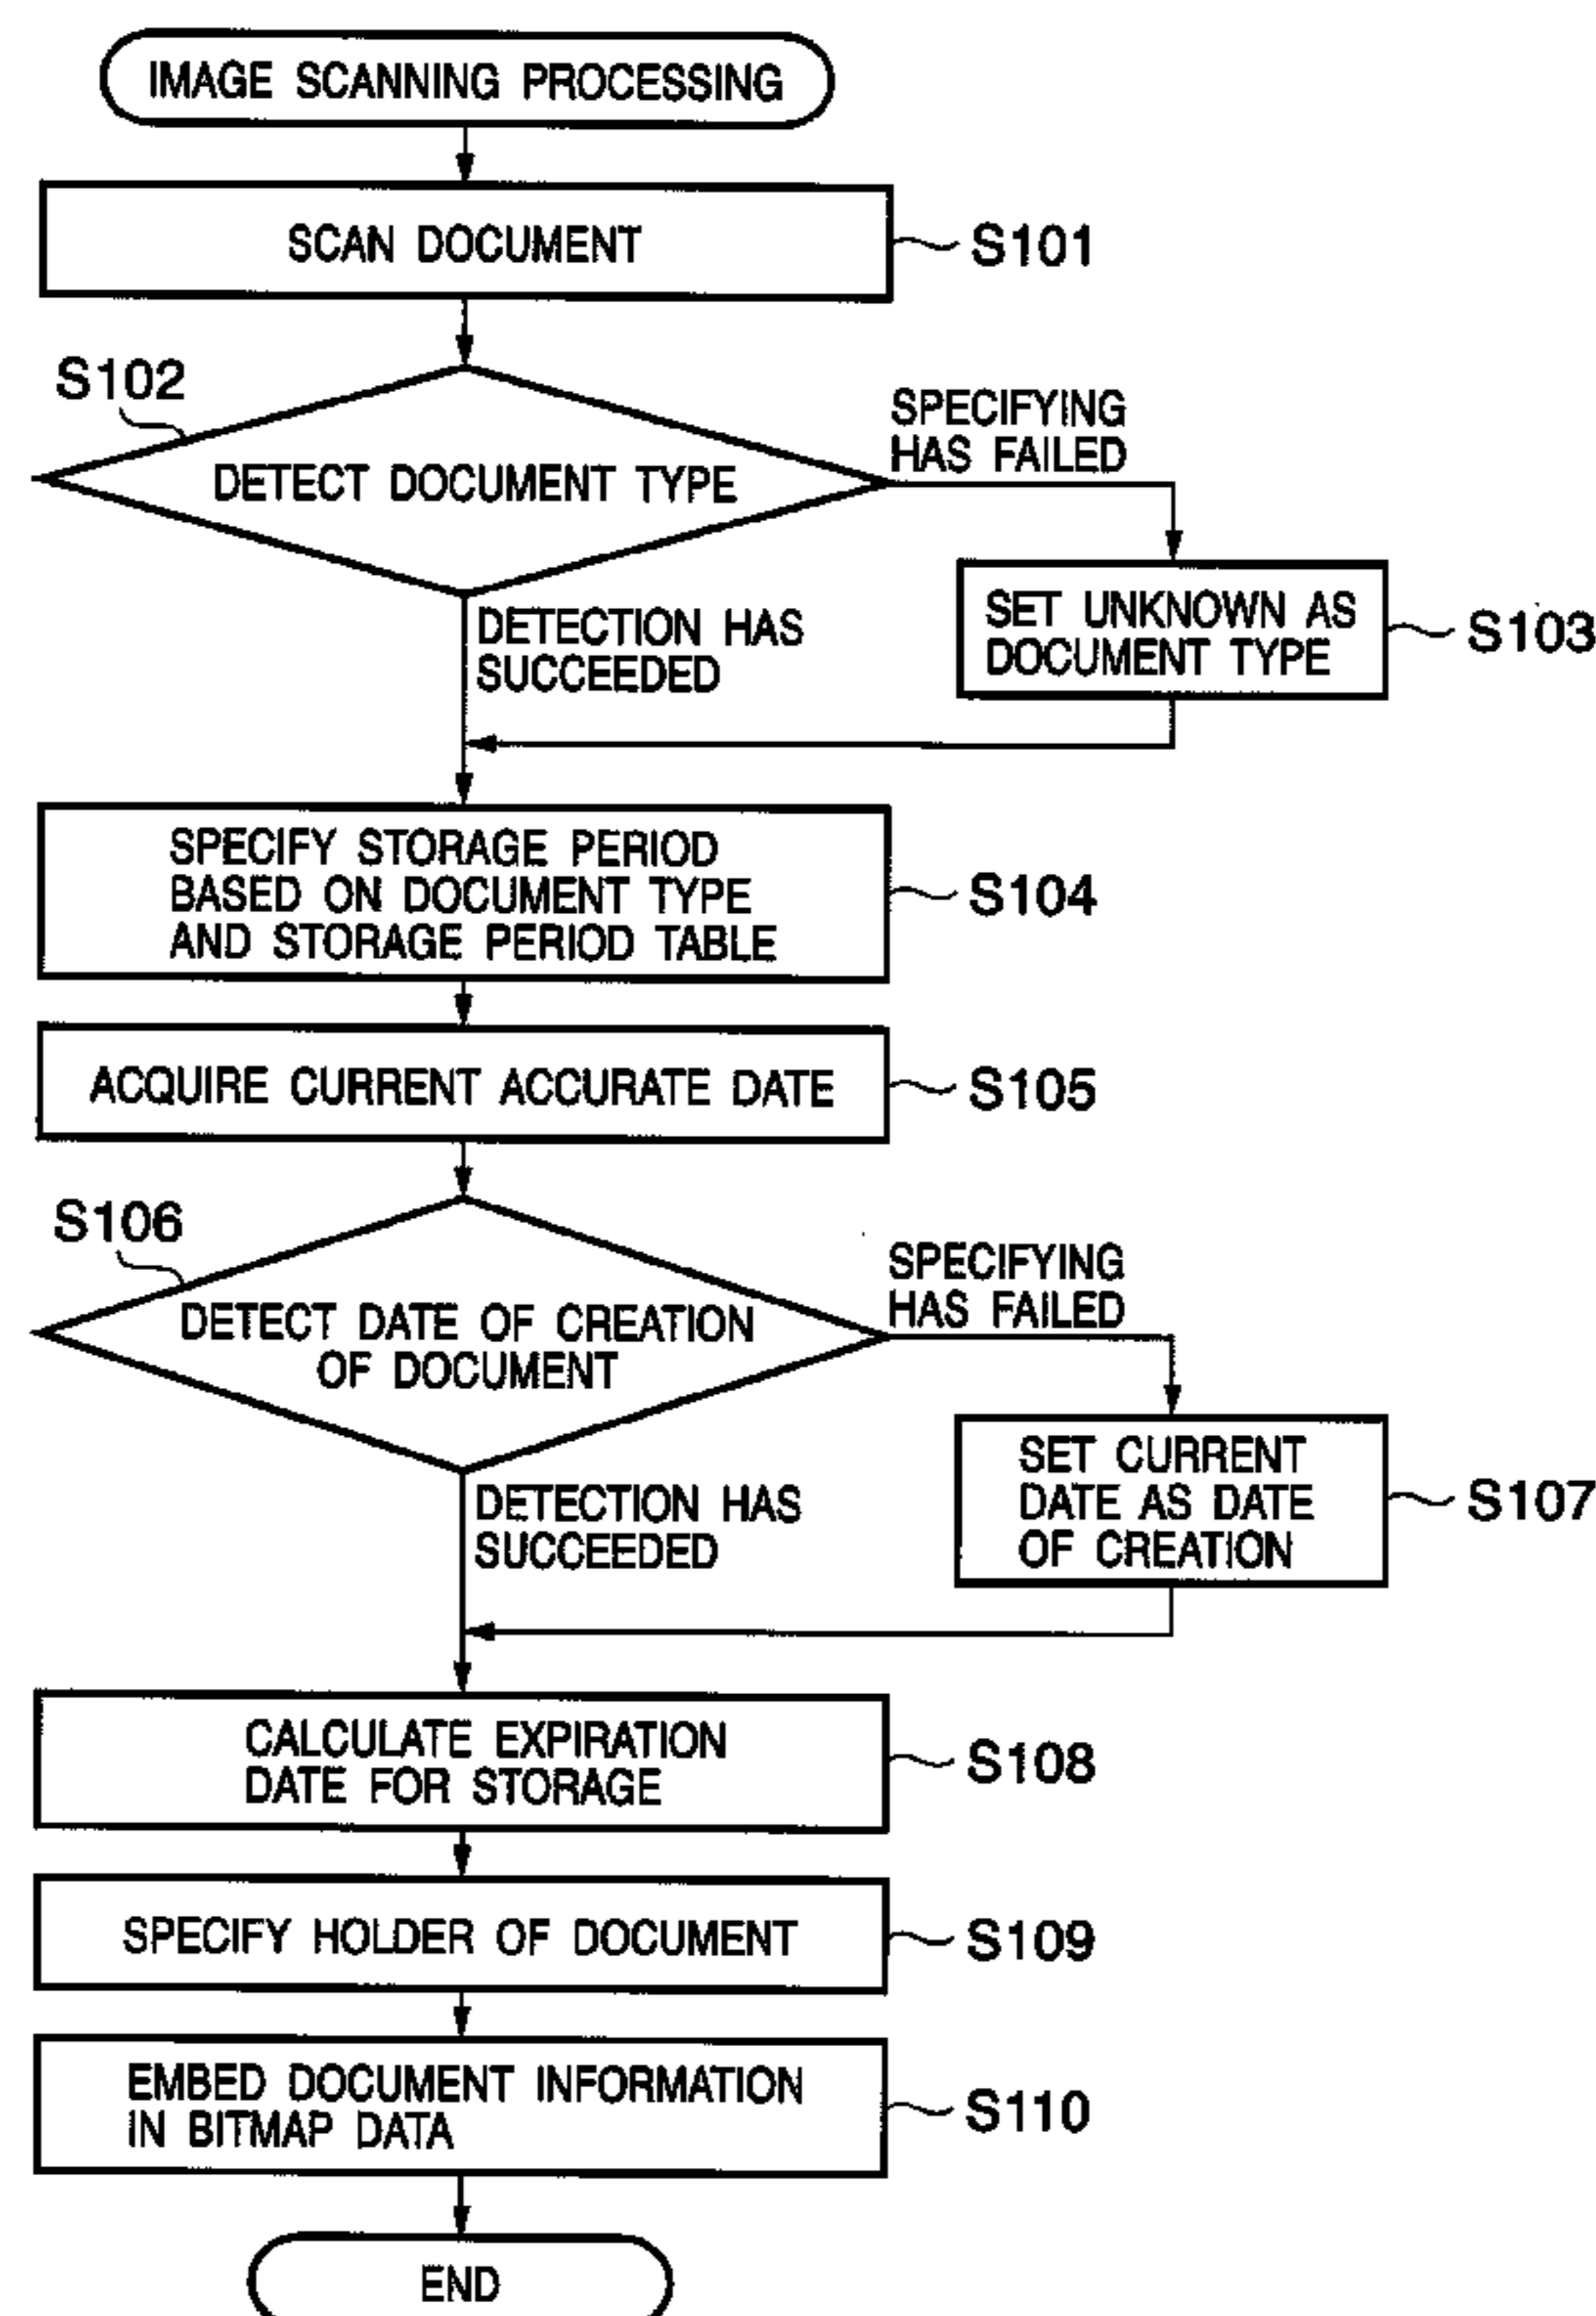 IMAGE SCANNING PROCESSING
SCAN DOCUMENT
S101
S102
DETECT DOCUMENT TYPE
SPECIFYING
HAS FAILED
DETECTION HAS
SUCCEEDED
SET UNKNOWN AS
DOCUMENT TYPE
S103
SPECIFY STORAGE PERIOD
BASED ON DOCUMENT TYPE
AND STORAGE PERIOD TABLE
S104
ACQUIRE CURRENT ACCURATE DATE
S105
S106
DETECT DATE OF CREATION
OF DOCUMENT
SPECIFYING
HAS FAILED
DETECTION HAS
SUCCEEDED
SET CURRENT
DATE AS DATE
OF CREATION
S107
CALCULATE EXPIRATION
DATE FOR STORAGE
S108
SPECIFY HOLDER OF DOCUMENT
S109
EMBED DOCUMENT INFORMATION
IN BITMAP DATA
S110
END